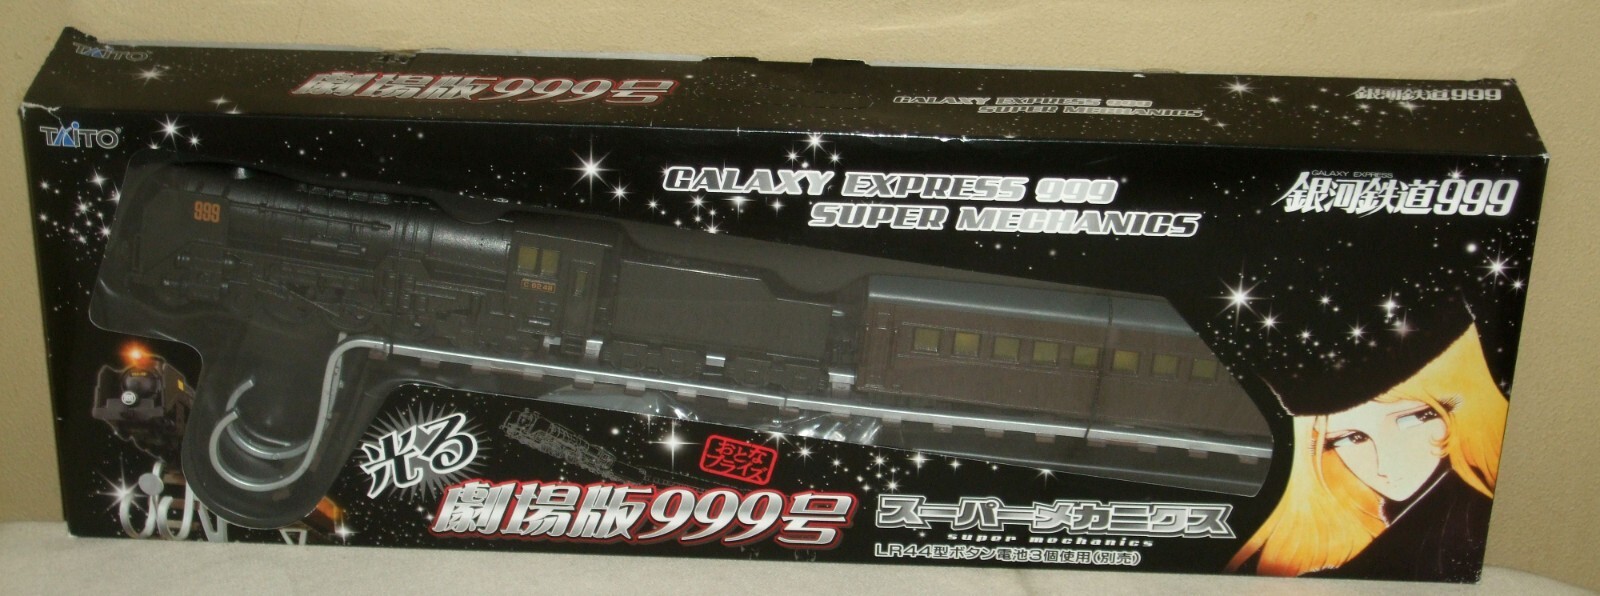 TAITO
劇場版999号
GALAXY EXPRESS 999
SUPER MECHANICS
銀河鉄道999
TAITO
GALAXY EXPRESS 999
SUPER MECHANICS
GALAXY EXPRESS
銀河鉄道999
999
光る
おとな
プライズ
劇場版999号
スーパーメカニクス
super mechanics
LR44型ボタン電池3個使用(別売)